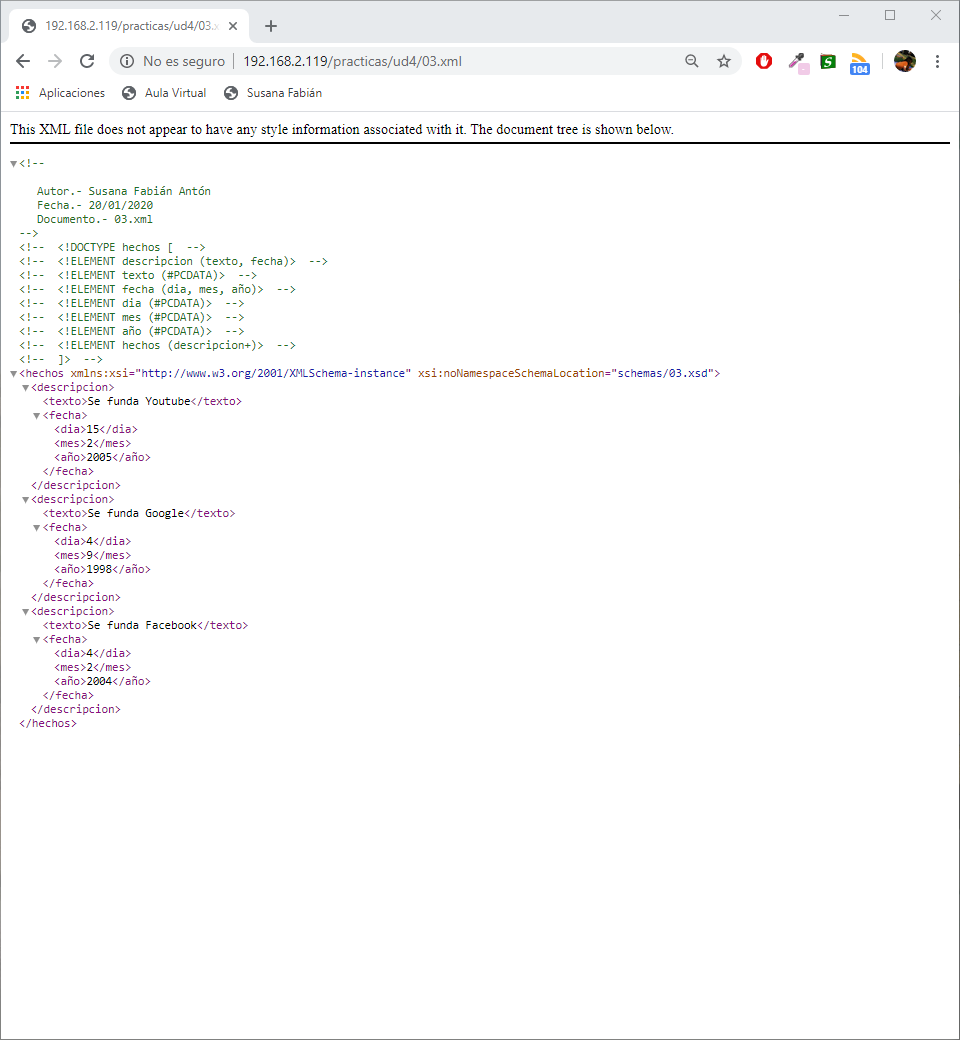 192.168.2.119/practicas/ud4/03.x
No es seguro 192.168.2.119/practicas/ud4/03.xml
104
Aplicaciones Aula Virtual Susana Fabián
This XML file does not appear to have any style information associated with it. The document tree is shown below.
<!--
Autor.- Susana Fabián Antón
Fecha.- 20/01/2020
Documento.- 03.xml
-->
<!-- <!DOCTYPE hechos [ -->
<!-- <!ELEMENT descripcion (texto, fecha)> -->
<!-- <!ELEMENT texto (#PCDATA)> -->
<!-- <!ELEMENT fecha (dia, mes, año)> -->
<!-- <!ELEMENT dia (#PCDATA)> -->
<!-- <!ELEMENT mes (#PCDATA)> -->
<!-- <!ELEMENT año (#PCDATA)> -->
<!-- <!ELEMENT hechos (descripcion+)> -->
<!-- ]> -->
<hechos xmlns:xsi="http://www.w3.org/2001/XMLSchema-instance" xsi:noNamespaceSchemaLocation="schemas/03.xsd">
<descripcion>
<texto>Se funda Youtube</texto>
<fecha>
<dia>15</dia>
<mes>2</mes>
<año>2005</año>
</fecha>
</descripcion>
<descripcion>
<texto>Se funda Google</texto>
<fecha>
<dia>4</dia>
<mes>9</mes>
<año>1998</año>
</fecha>
</descripcion>
<descripcion>
<texto>Se funda Facebook</texto>
<fecha>
<dia>4</dia>
<mes>2</mes>
<año>2004</año>
</fecha>
</descripcion>
</hechos>